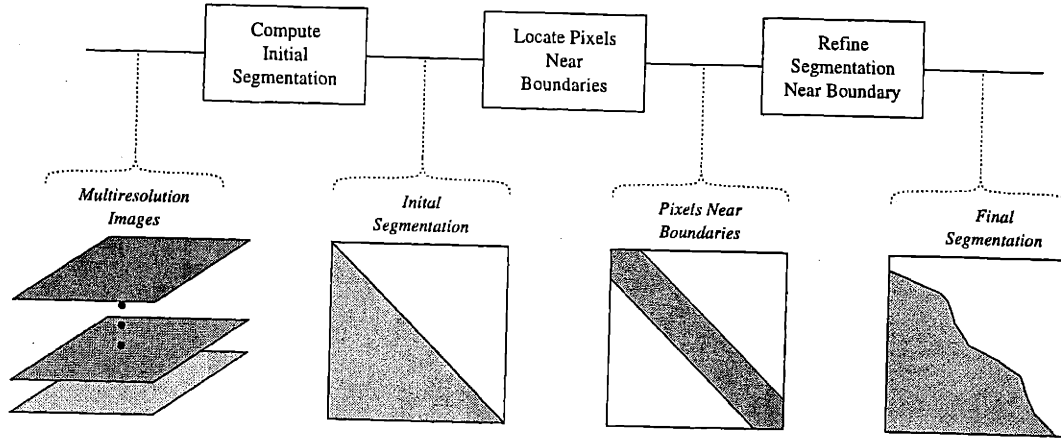 Compute
Initial
Segmentation
Locate Pixels
Near
Boundaries
Refine
Segmentation
Near Boundary
Multiresolution
Images
Inital
Segmentation
Pixels Near
Boundaries
Final
Segmentation